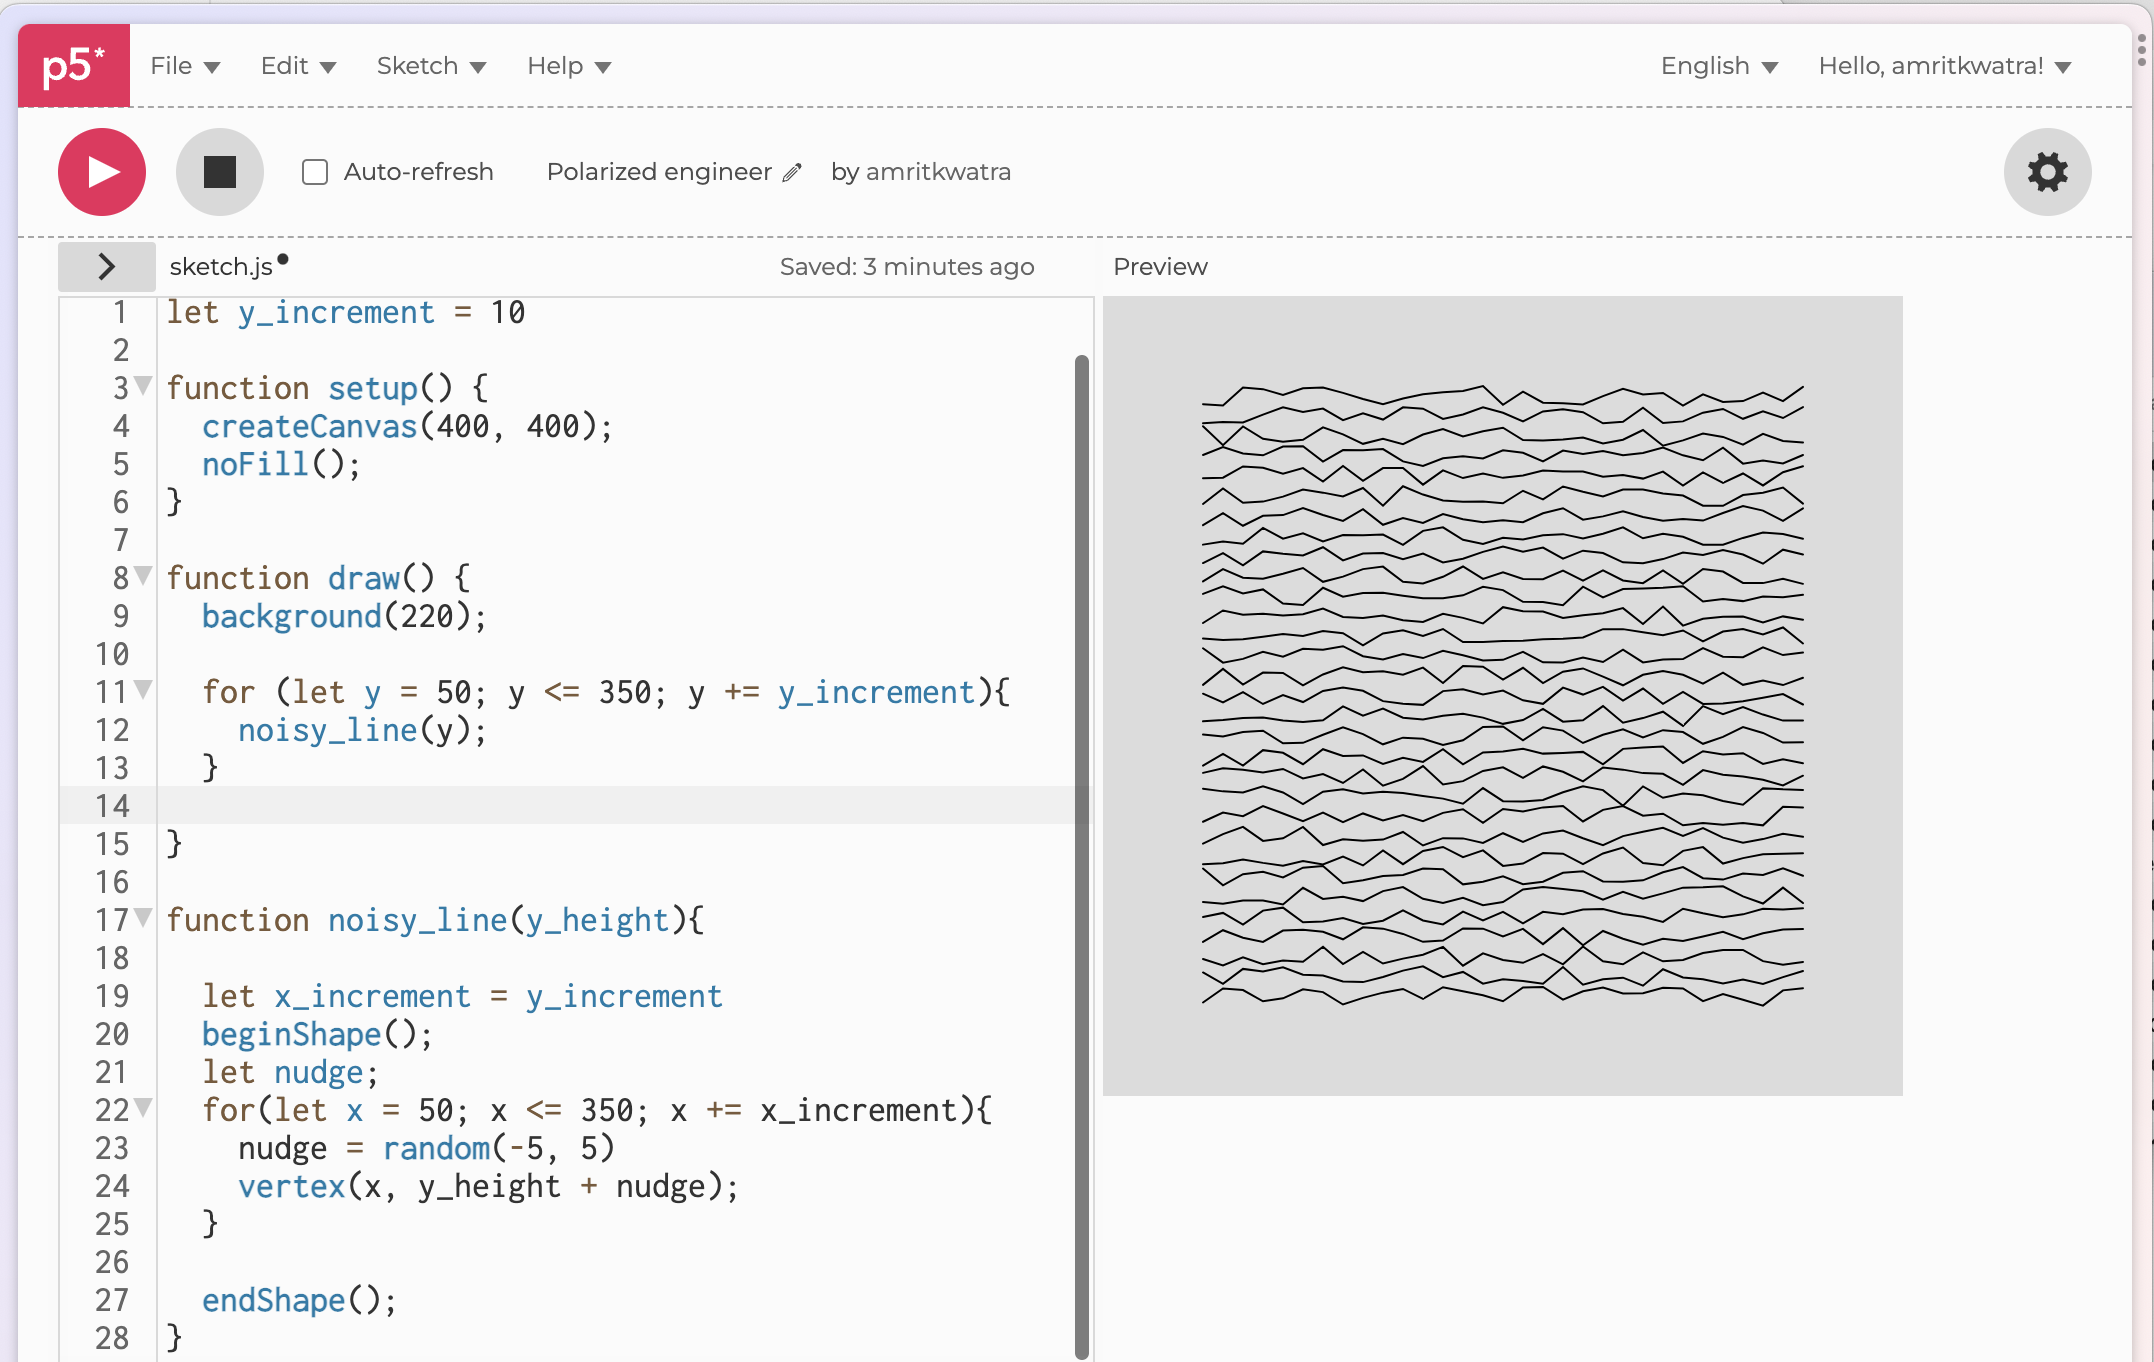 p5* File Edit Sketch Help English Hello, amritkwatra!
Auto-refresh Polarized engineer by amritkwatra
sketch.js Saved: 3 minutes ago Preview
1 let y_increment = 10
2
3 function setup() {
4   createCanvas(400, 400);
5   noFill();
6 }
7
8 function draw() {
9   background(220);
10
11   for (let y = 50; y <= 350; y += y_increment){
12     noisy_line(y);
13   }
14
15 }
16
17 function noisy_line(y_height){
18
19   let x_increment = y_increment
20   beginShape();
21   let nudge;
22   for(let x = 50; x <= 350; x += x_increment){
23     nudge = random(-5, 5)
24     vertex(x, y_height + nudge);
25   }
26
27   endShape();
28 }